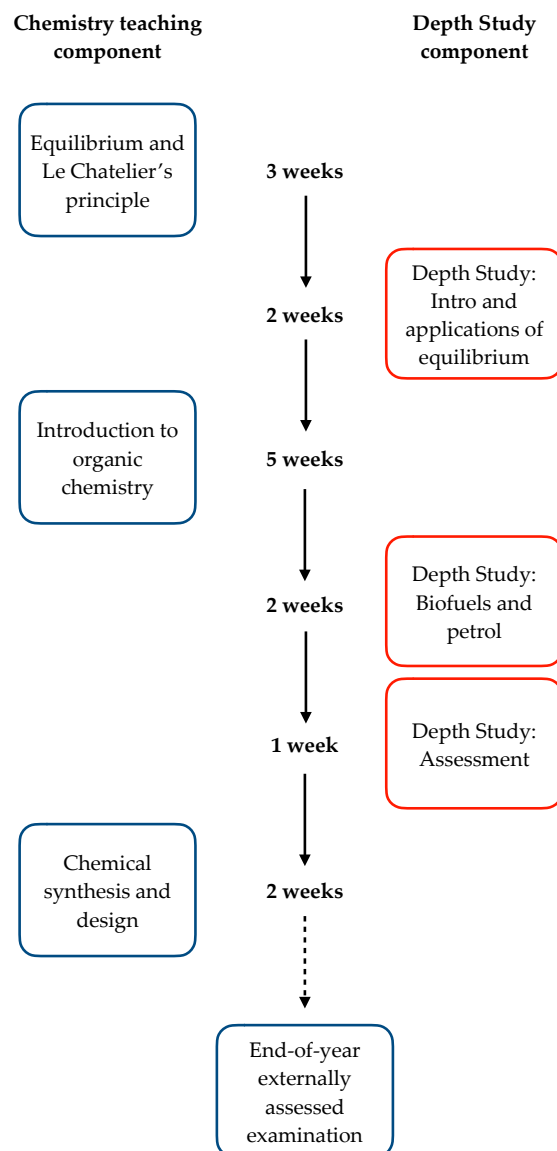 Chemistry teaching
component
Depth Study
component
Equilibrium and
Le Chatelier’s
principle
3 weeks
Depth Study:
Intro and
applications of
equilibrium
2 weeks
Introduction to
organic
chemistry
5 weeks
Depth Study:
Biofuels and
petrol
2 weeks
Depth Study:
Assessment
1 week
Chemical
synthesis and
design
2 weeks
End-of-year
externally
assessed
examination